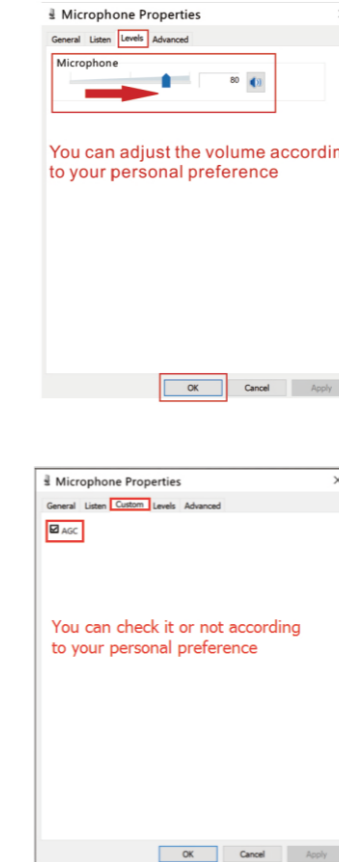 Microphone Properties
General Listen Levels Advanced
Microphone
80
You can adjust the volume accordin
to your personal preference
OK Cancel Apply
Microphone Properties
General Listen Custom Levels Advanced
AGC
You can check it or not according
to your personal preference
OK Cancel Apply